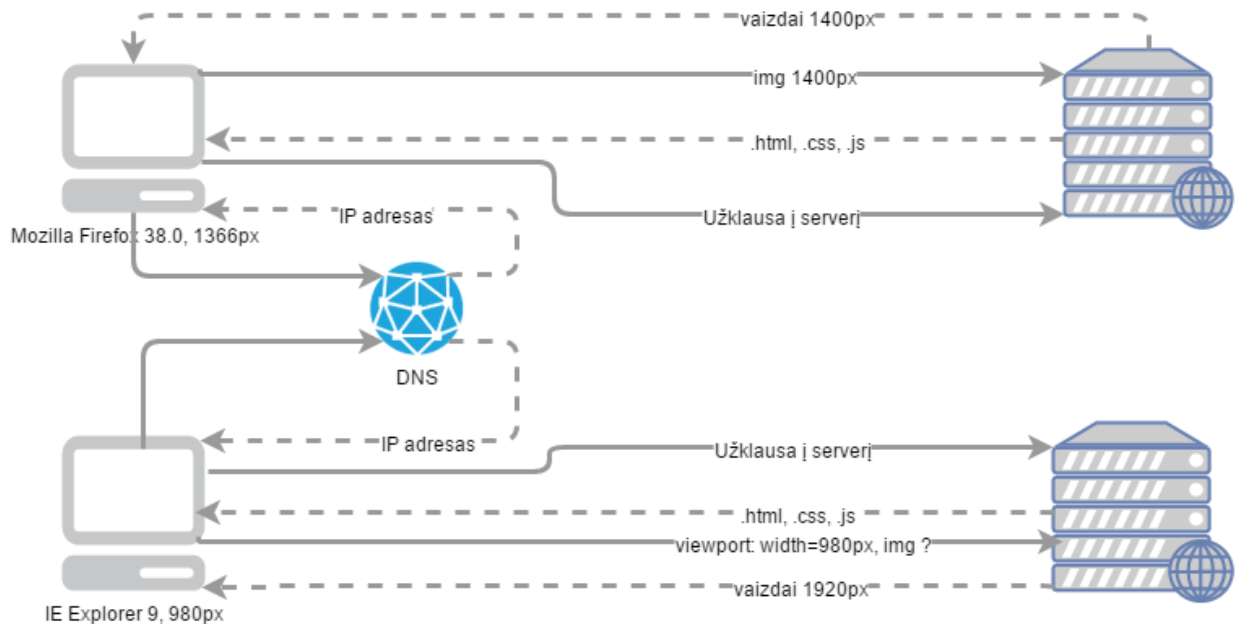 vaizdai 1400px
img 1400px
.html, .css, .js
IP adresas
Užklausa į serverį
Mozilla Firefox 38.0, 1366px
DNS
IP adresas
Užklausa į serverį
.html, .css, .js
viewport: width=980px, img ?
vaizdai 1920px
IE Explorer 9, 980px